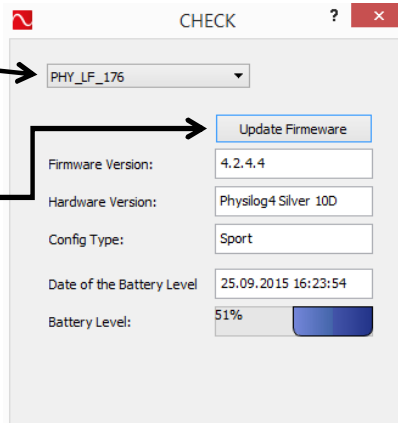 CHECK ? ×
PHY_LF_176
Update Firmeware
Firmware Version: 4.2.4.4
Hardware Version: Physilog4 Silver 10D
Config Type: Sport
Date of the Battery Level 25.09.2015 16:23:54
Battery Level: 51%